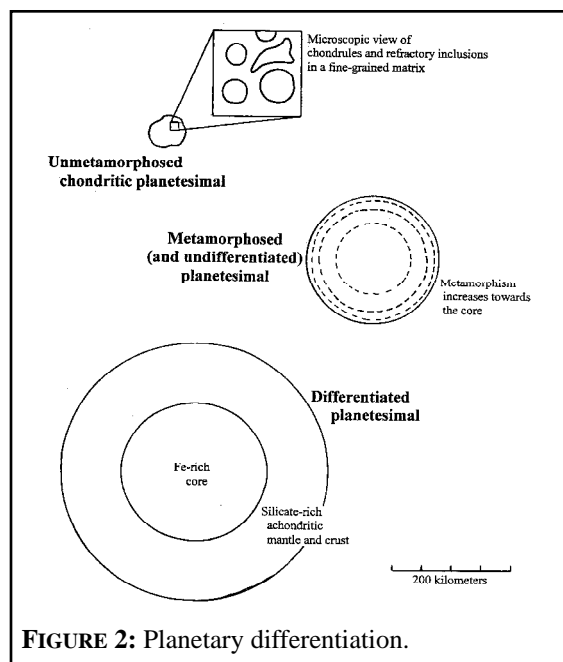 Microscopic view of
chondrules and refractory inclusions
in a fine-grained matrix
Unmetamorphosed
chondritic planetesimal
Metamorphosed
(and undifferentiated)
planetesimal
Metamorphism
increases towards
the core
Differentiated
planetesimal
Fe-rich
core
Silicate-rich
achondritic
mantle and crust
200 kilometers
FIGURE 2: Planetary differentiation.